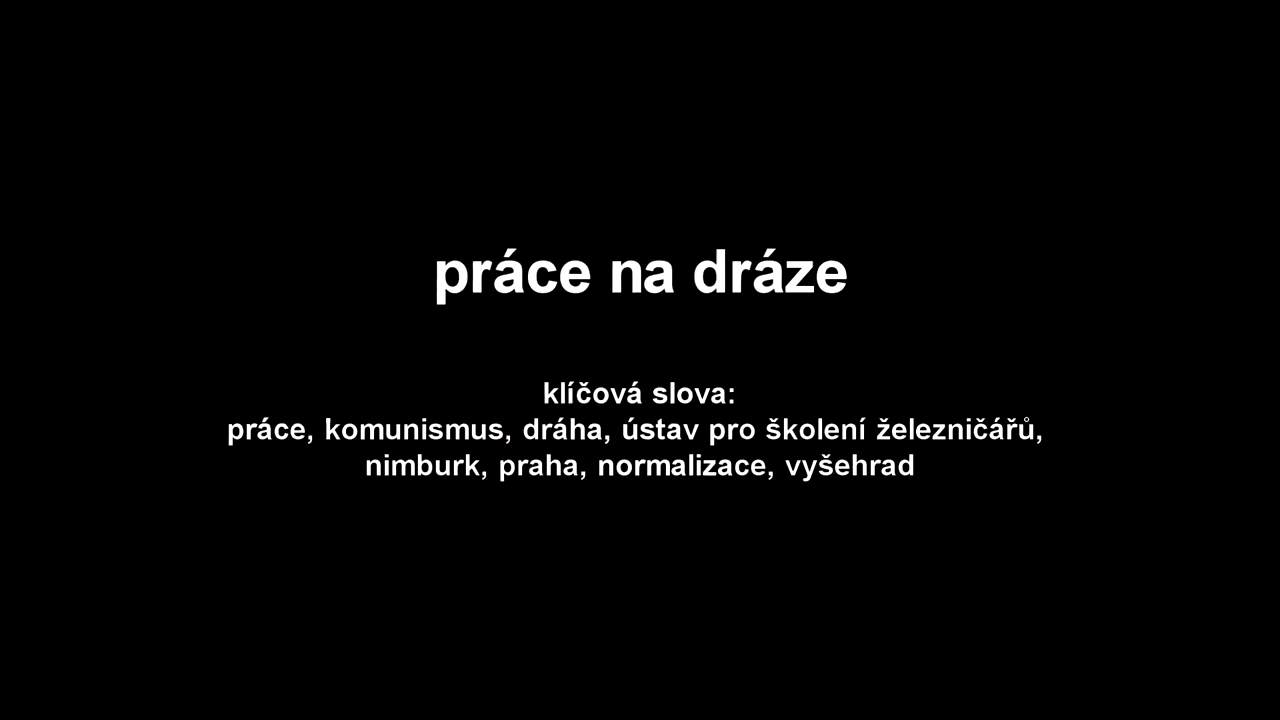 práce na dráze
klíčová slova:
práce, komunismus, dráha, ústav pro školení železničářů,
nimburk, praha, normalizace, vyšehrad